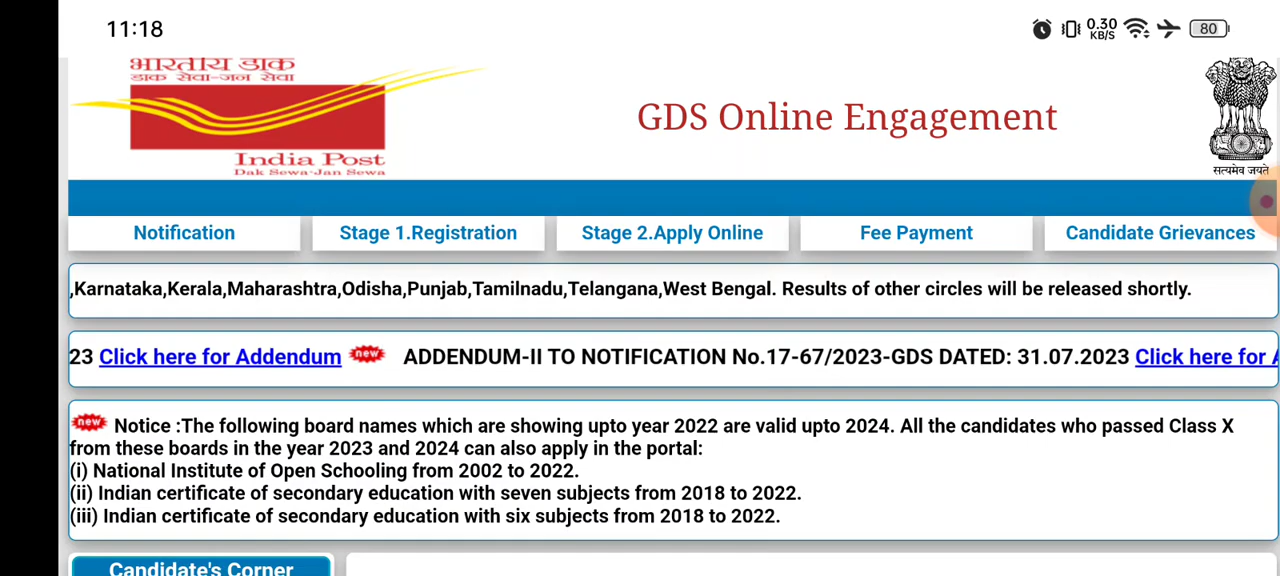 11:18
0.30
KB/S
80
भारतीय डाक
डाक सेवा-जन सेवा
India Post
Dak Sewa-Jan Sewa
GDS Online Engagement
सत्यमेव जयते
Notification
Stage 1.Registration
Stage 2.Apply Online
Fee Payment
Candidate Grievances
,Karnataka,Kerala,Maharashtra,Odisha,Punjab,Tamilnadu,Telangana,West Bengal. Results of other circles will be released shortly.
23 Click here for Addendum new ADDENDUM-II TO NOTIFICATION No.17-67/2023-GDS DATED: 31.07.2023 Click here for
new Notice :The following board names which are showing upto year 2022 are valid upto 2024. All the candidates who passed Class X
from these boards in the year 2023 and 2024 can also apply in the portal:
(i) National Institute of Open Schooling from 2002 to 2022.
(ii) Indian certificate of secondary education with seven subjects from 2018 to 2022.
(iii) Indian certificate of secondary education with six subjects from 2018 to 2022.
Candidate's Corner